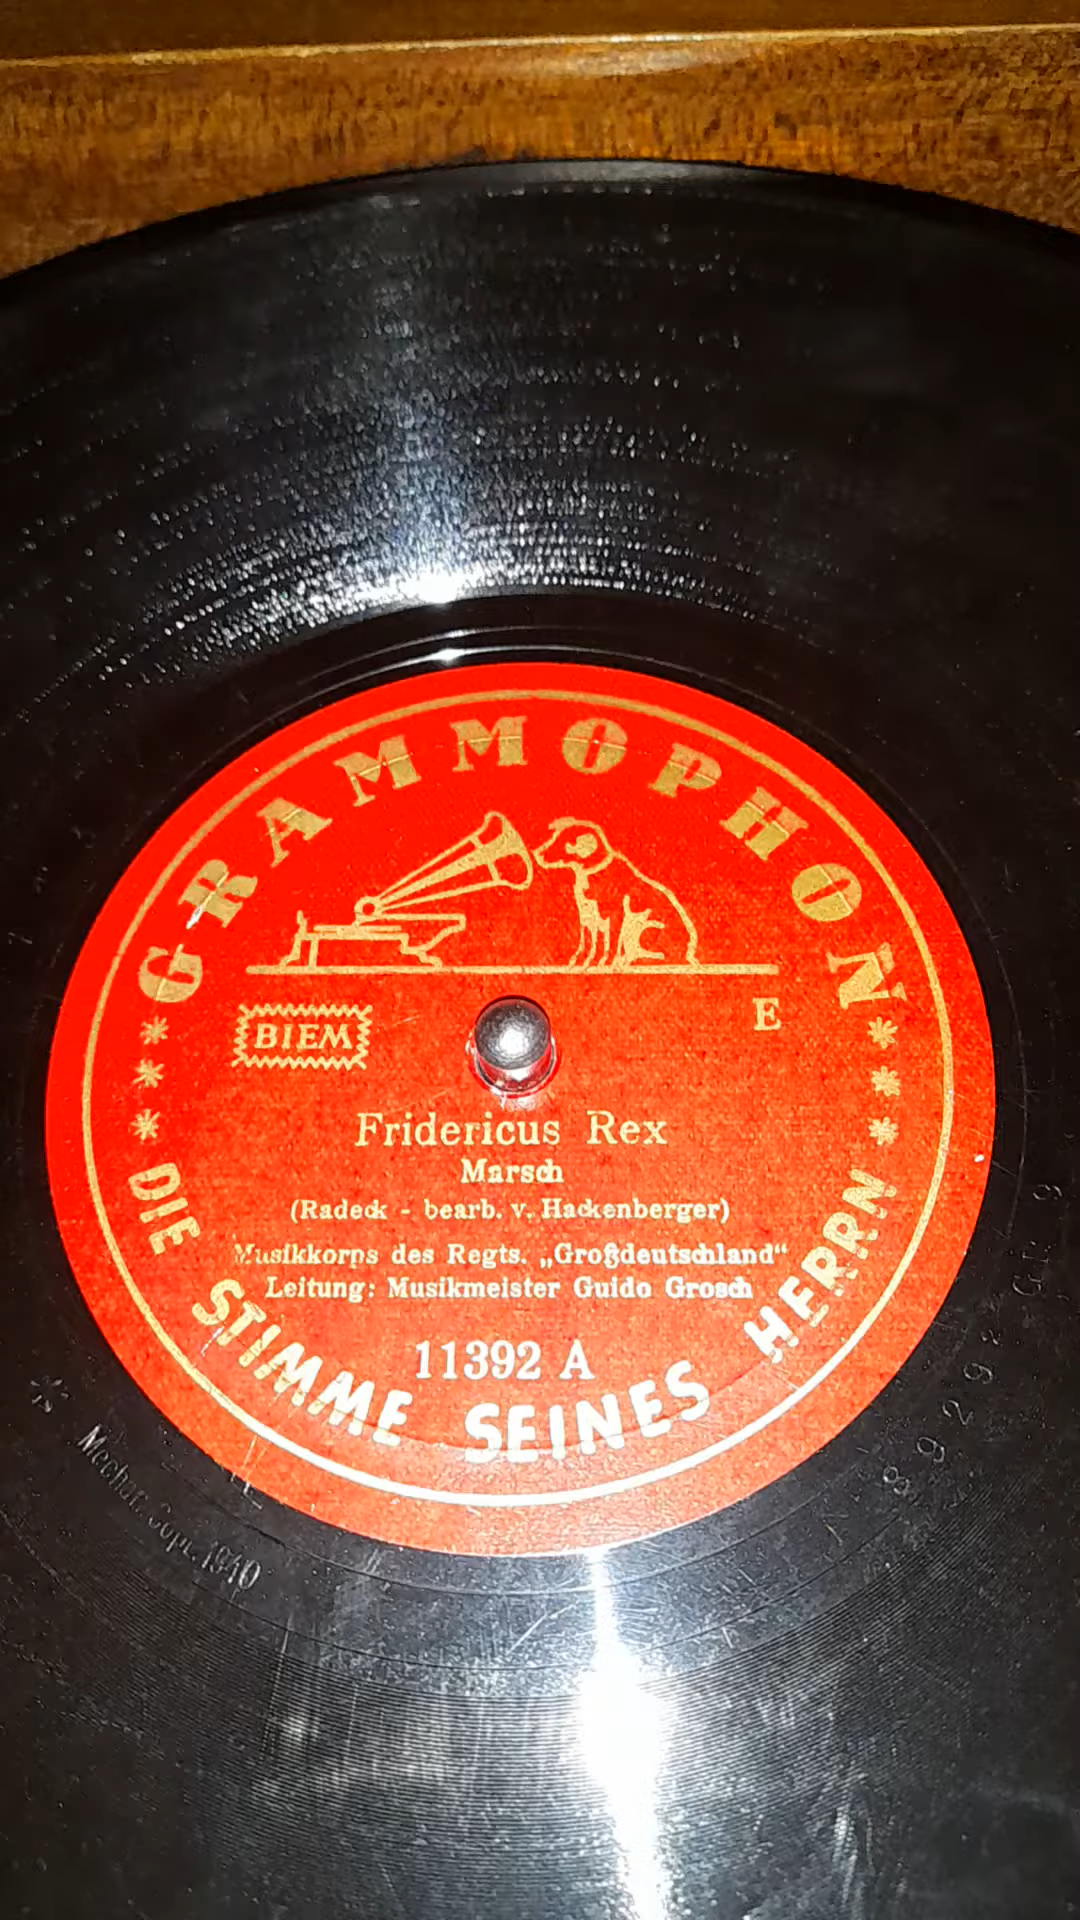 GRAMMOPHON
BIEM
E
Fridericus Rex
Marsch
(Radeck - bearb. v. Hackenberger)
Musikkorps des Regts. „Großdeutschland“
Leitung: Musikmeister Guido Grosch
11392 A
DIE STIMME SEINES HERRN
Mechan. Copr. 1940